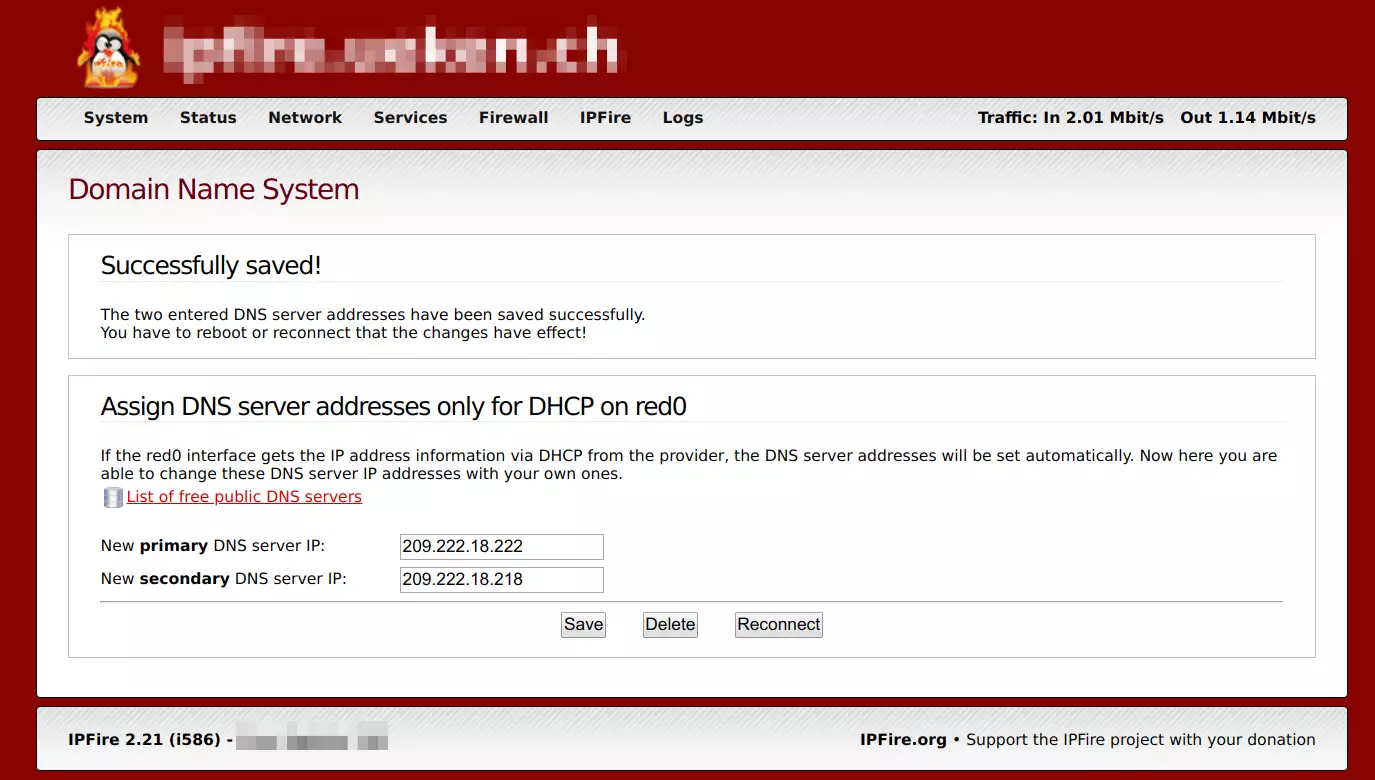 System Status Network Services Firewall IPFire Logs Traffic: In 2.01 Mbit/s Out 1.14 Mbit/s
Domain Name System
Successfully saved!
The two entered DNS server addresses have been saved successfully.
You have to reboot or reconnect that the changes have effect!
Assign DNS server addresses only for DHCP on red0
If the red0 interface gets the IP address information via DHCP from the provider, the DNS server addresses will be set automatically. Now here you are
able to change these DNS server IP addresses with your own ones.
List of free public DNS servers
New primary DNS server IP: 209.222.18.222
New secondary DNS server IP: 209.222.18.218
Save Delete Reconnect
IPFire 2.21 (i586) - IPFire.org • Support the IPFire project with your donation